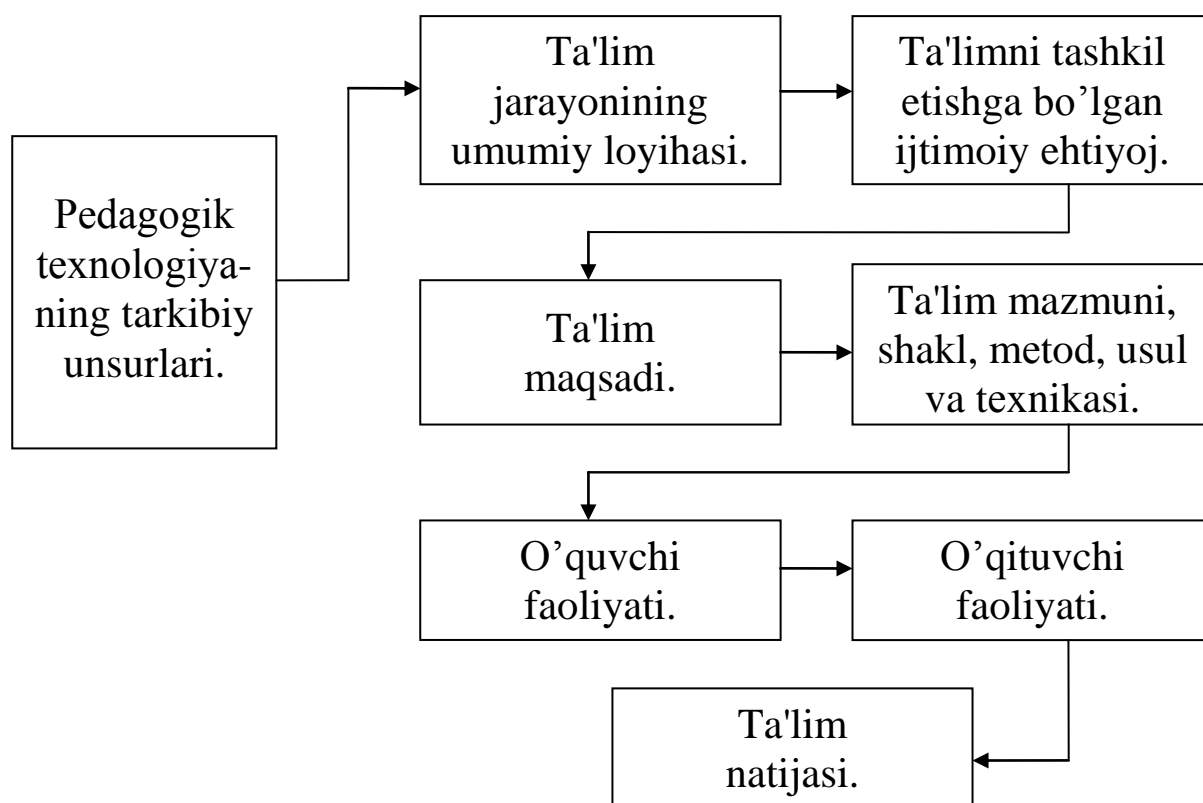 Pedagogik
texnologiya-
ning tarkibiy
unsurlari.
Ta'lim
jarayonining
umumiy loyihasi.
Ta'limni tashkil
etishga bo’lgan
ijtimoiy ehtiyoj.
Ta'lim
maqsadi.
Ta'lim mazmuni,
shakl, metod, usul
va texnikasi.
O’quvchi
faoliyati.
O’qituvchi
faoliyati.
Ta'lim
natijasi.